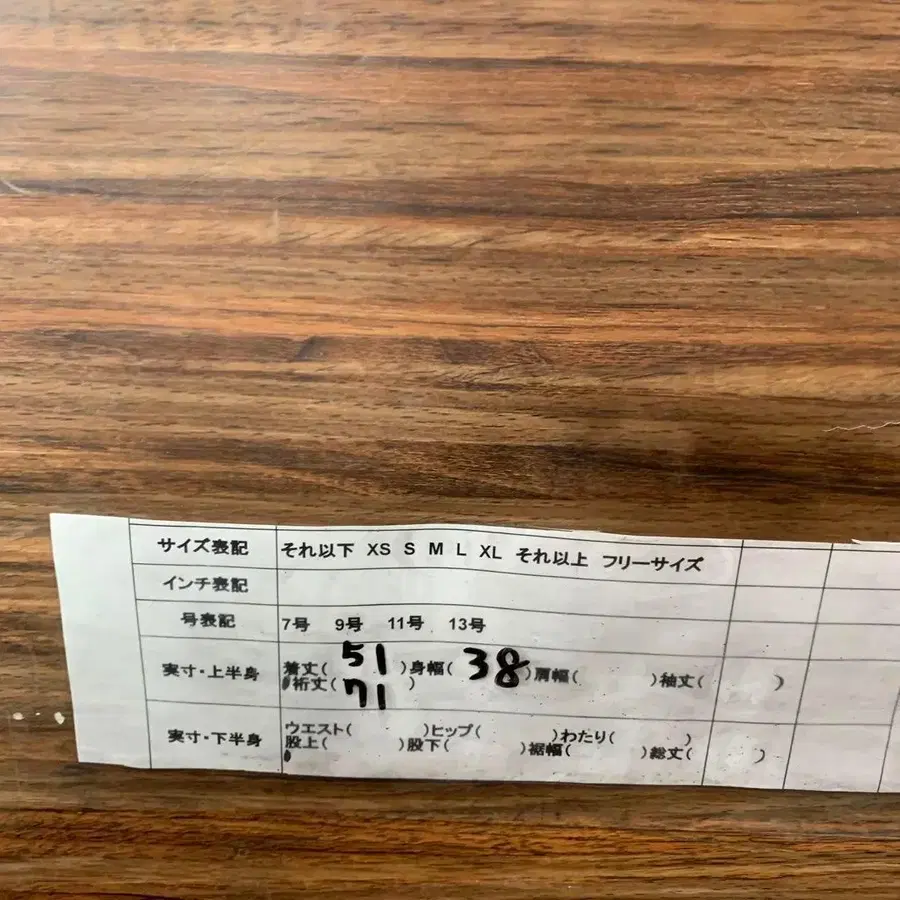 サイズ表記 それ以下 XS S M L XL それ以上 フリーサイズ
インチ表記
号表記 7号 9号 11号 13号
実寸・上半身 着丈( 51 )身幅( 38 )肩幅( )袖丈( )
裄丈( 71 )
実寸・下半身 ウエスト( )ヒップ( )わたり( )
股上( )股下( )裾幅( )総丈( )